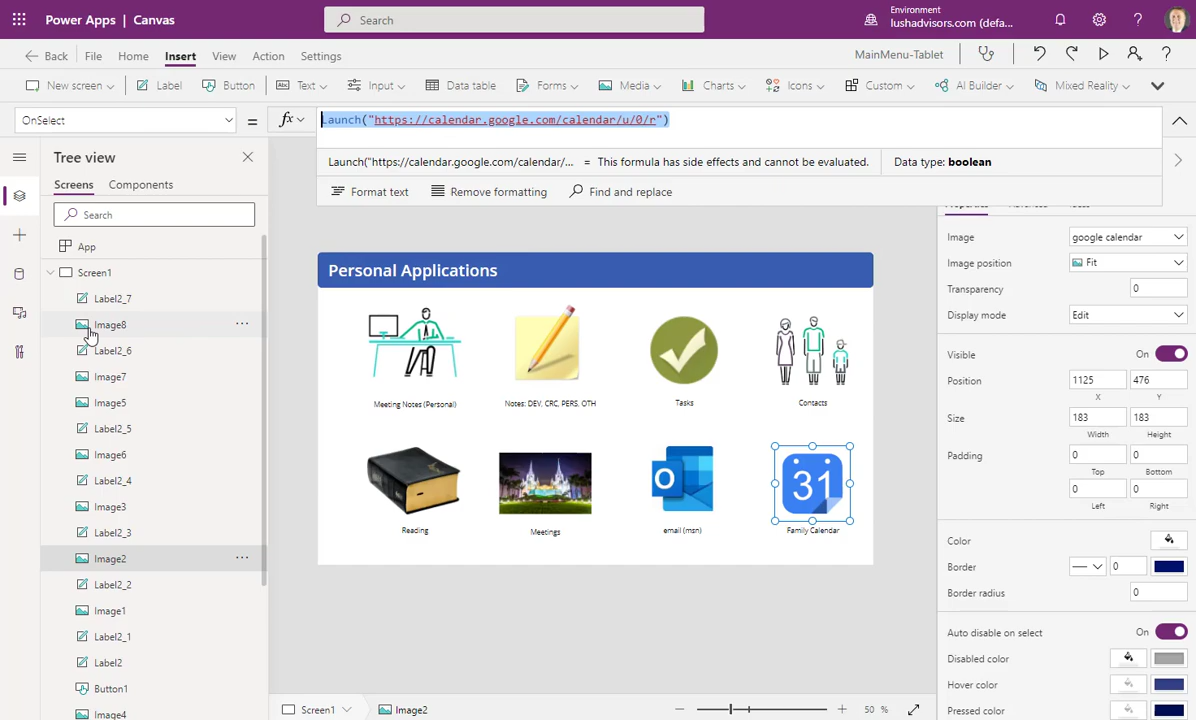 Power Apps | Canvas
Search
Environment
lushadvisors.com (defa...
Back File Home Insert View Action Settings
MainMenu-Tablet
New screen Label Button Text Input Data table Forms Media Charts Icons Custom AI Builder Mixed Reality
OnSelect = fx Launch("https://calendar.google.com/calendar/u/0/r")
Launch("https://calendar.google.com/calendar/... = This formula has side effects and cannot be evaluated. Data type: boolean
Format text Remove formatting Find and replace
Tree view
Screens Components
Search
App
Screen1
Label2_7
Image8
Label2_6
Image7
Image5
Label2_5
Image6
Label2_4
Image3
Label2_3
Image2
Label2_2
Image1
Label2_1
Label2
Button1
Image4
Personal Applications
Meeting Notes (Personal) Notes: DEV, CRC, PERS, OTH Tasks Contacts
31
Reading Meetings email (msn) Family Calendar
Image google calendar
Image position Fit
Transparency 0
Display mode Edit
Visible On
Position 1125 476
X Y
Size 183 183
Width Height
Padding 0 0
Top Bottom
0 0
Left Right
Color
Border 0
Border radius 0
Auto disable on select On
Disabled color
Hover color
Pressed color
Screen1 Image2 50 %